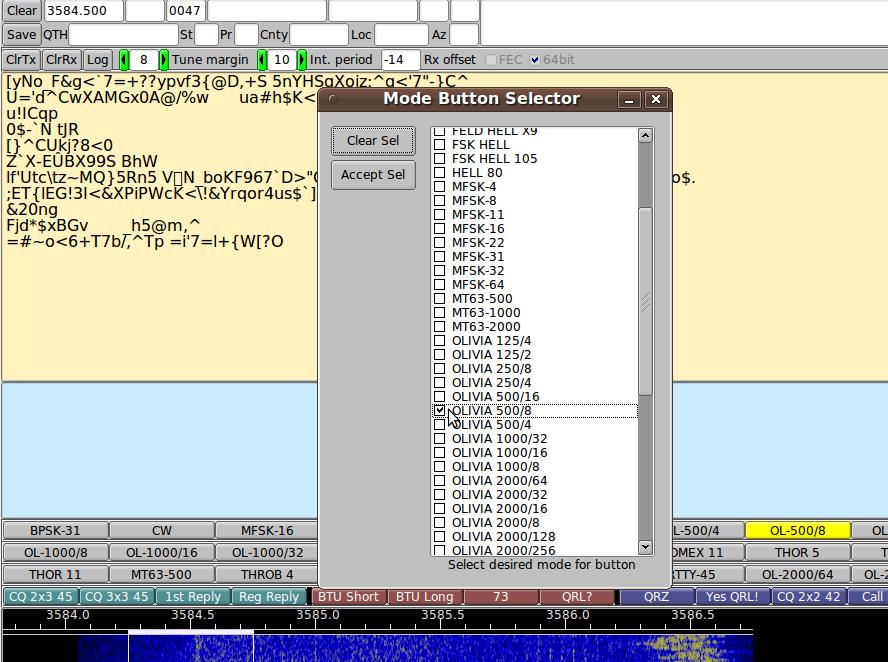 Clear 3584.500 0047
Save QTH St Pr Cnty Loc Az
ClrTx ClrRx Log 8 Tune margin 10 Int. period -14 Rx offset FEC 64bit
[yNo_F&g<`7=+??ypvf3{@D,+S 5nYHSgXojz:^q<'7"-}C^
U='d^CwXAMGx0A@/%w ua#h$K<
u!lCqp
0$-`N tJR
[}^CUkj?8<0
Z`X-EÛBX99S BhW
lf'Utc\tz~MQ}5Rn5 V N_boKF967`D>"
o$.
;ET{lEG!3I<&XPiPWcK<\!&Yrqor4us$`]
&20ng
Fjd*$xBGv __h5@m,^
=#~o<6+T7b/,^Tp =i'7=l+{W[?O
Mode Button Selector
Clear Sel
Accept Sel
FELD HELL X9
FSK HELL
FSK HELL 105
HELL 80
MFSK-4
MFSK-8
MFSK-11
MFSK-16
MFSK-22
MFSK-31
MFSK-32
MFSK-64
MT63-500
MT63-1000
MT63-2000
OLIVIA 125/4
OLIVIA 125/2
OLIVIA 250/8
OLIVIA 250/4
OLIVIA 500/16
OLIVIA 500/8
OLIVIA 500/4
OLIVIA 1000/32
OLIVIA 1000/16
OLIVIA 1000/8
OLIVIA 2000/64
OLIVIA 2000/32
OLIVIA 2000/16
OLIVIA 2000/8
OLIVIA 2000/128
OLIVIA 2000/256
Select desired mode for button
BPSK-31 CW MFSK-16 L-500/4 OL-500/8 OL
OL-1000/8 OL-1000/16 OL-1000/32 OMEX 11 THOR 5 T
THOR 11 MT63-500 THROB 4 TTY-45 OL-2000/64 OL-2
CQ 2x3 45 CQ 3x3 45 1st Reply Reg Reply BTU Short BTU Long 73 QRL? QRZ Yes QRL! CQ 2x2 42 Call
3584.0 3584.5 3585.0 3585.5 3586.0 3586.5